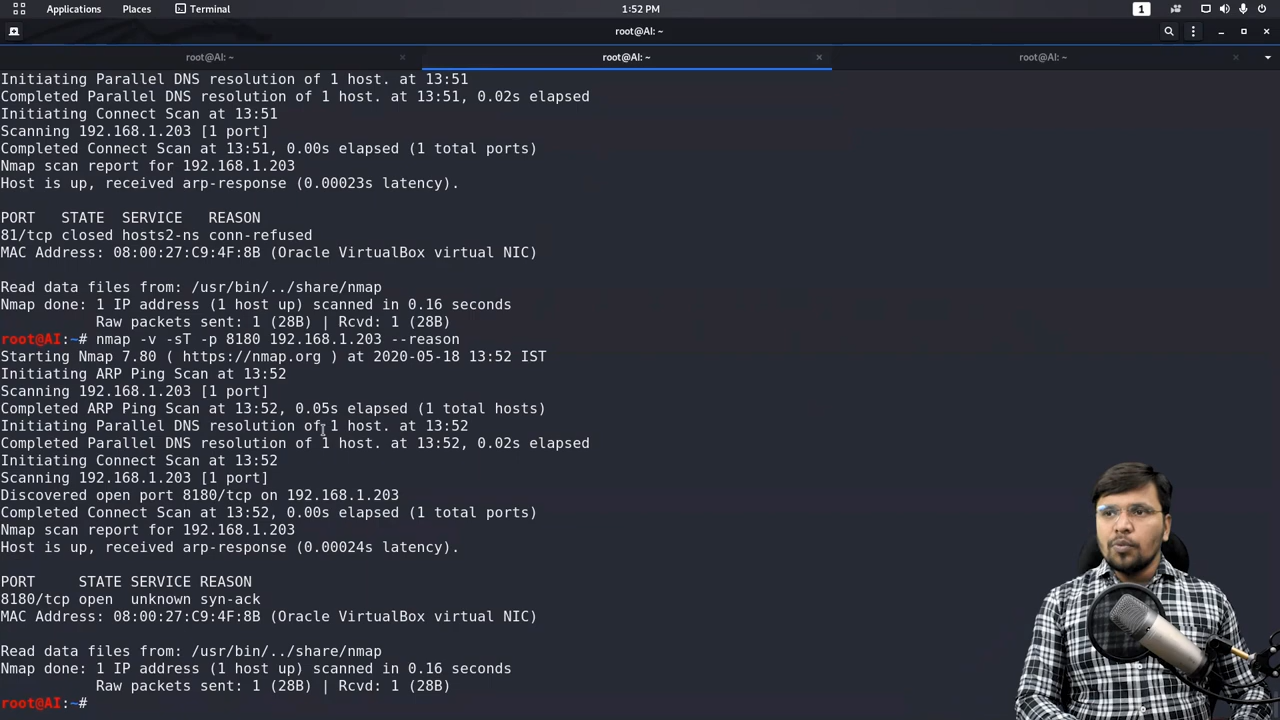 Applications Places Terminal 1:52 PM 1
root@AI: ~
root@AI: ~ root@AI: ~ root@AI: ~
Initiating Parallel DNS resolution of 1 host. at 13:51
Completed Parallel DNS resolution of 1 host. at 13:51, 0.02s elapsed
Initiating Connect Scan at 13:51
Scanning 192.168.1.203 [1 port]
Completed Connect Scan at 13:51, 0.00s elapsed (1 total ports)
Nmap scan report for 192.168.1.203
Host is up, received arp-response (0.00023s latency).
PORT STATE SERVICE REASON
81/tcp closed hosts2-ns conn-refused
MAC Address: 08:00:27:C9:4F:8B (Oracle VirtualBox virtual NIC)
Read data files from: /usr/bin/../share/nmap
Nmap done: 1 IP address (1 host up) scanned in 0.16 seconds
Raw packets sent: 1 (28B) | Rcvd: 1 (28B)
root@AI:~# nmap -v -sT -p 8180 192.168.1.203 --reason
Starting Nmap 7.80 ( https://nmap.org ) at 2020-05-18 13:52 IST
Initiating ARP Ping Scan at 13:52
Scanning 192.168.1.203 [1 port]
Completed ARP Ping Scan at 13:52, 0.05s elapsed (1 total hosts)
Initiating Parallel DNS resolution of 1 host. at 13:52
Completed Parallel DNS resolution of 1 host. at 13:52, 0.02s elapsed
Initiating Connect Scan at 13:52
Scanning 192.168.1.203 [1 port]
Discovered open port 8180/tcp on 192.168.1.203
Completed Connect Scan at 13:52, 0.00s elapsed (1 total ports)
Nmap scan report for 192.168.1.203
Host is up, received arp-response (0.00024s latency).
PORT STATE SERVICE REASON
8180/tcp open unknown syn-ack
MAC Address: 08:00:27:C9:4F:8B (Oracle VirtualBox virtual NIC)
Read data files from: /usr/bin/../share/nmap
Nmap done: 1 IP address (1 host up) scanned in 0.16 seconds
Raw packets sent: 1 (28B) | Rcvd: 1 (28B)
root@AI:~#